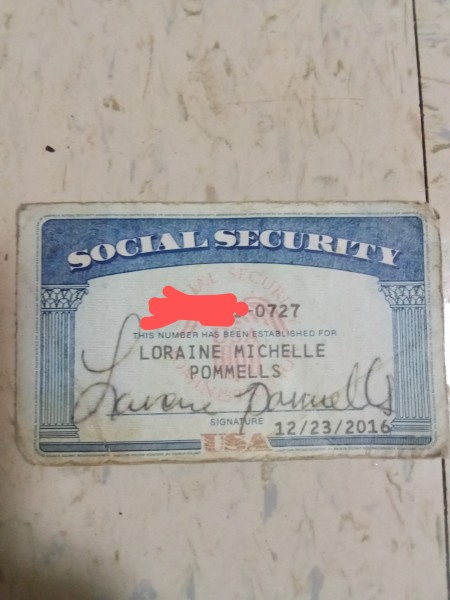 SOCIAL SECURITY
-0727
THIS NUMBER HAS BEEN ESTABLISHED FOR
LORAINE MICHELLE
POMMELLS
SIGNATURE
12/23/2016
USA